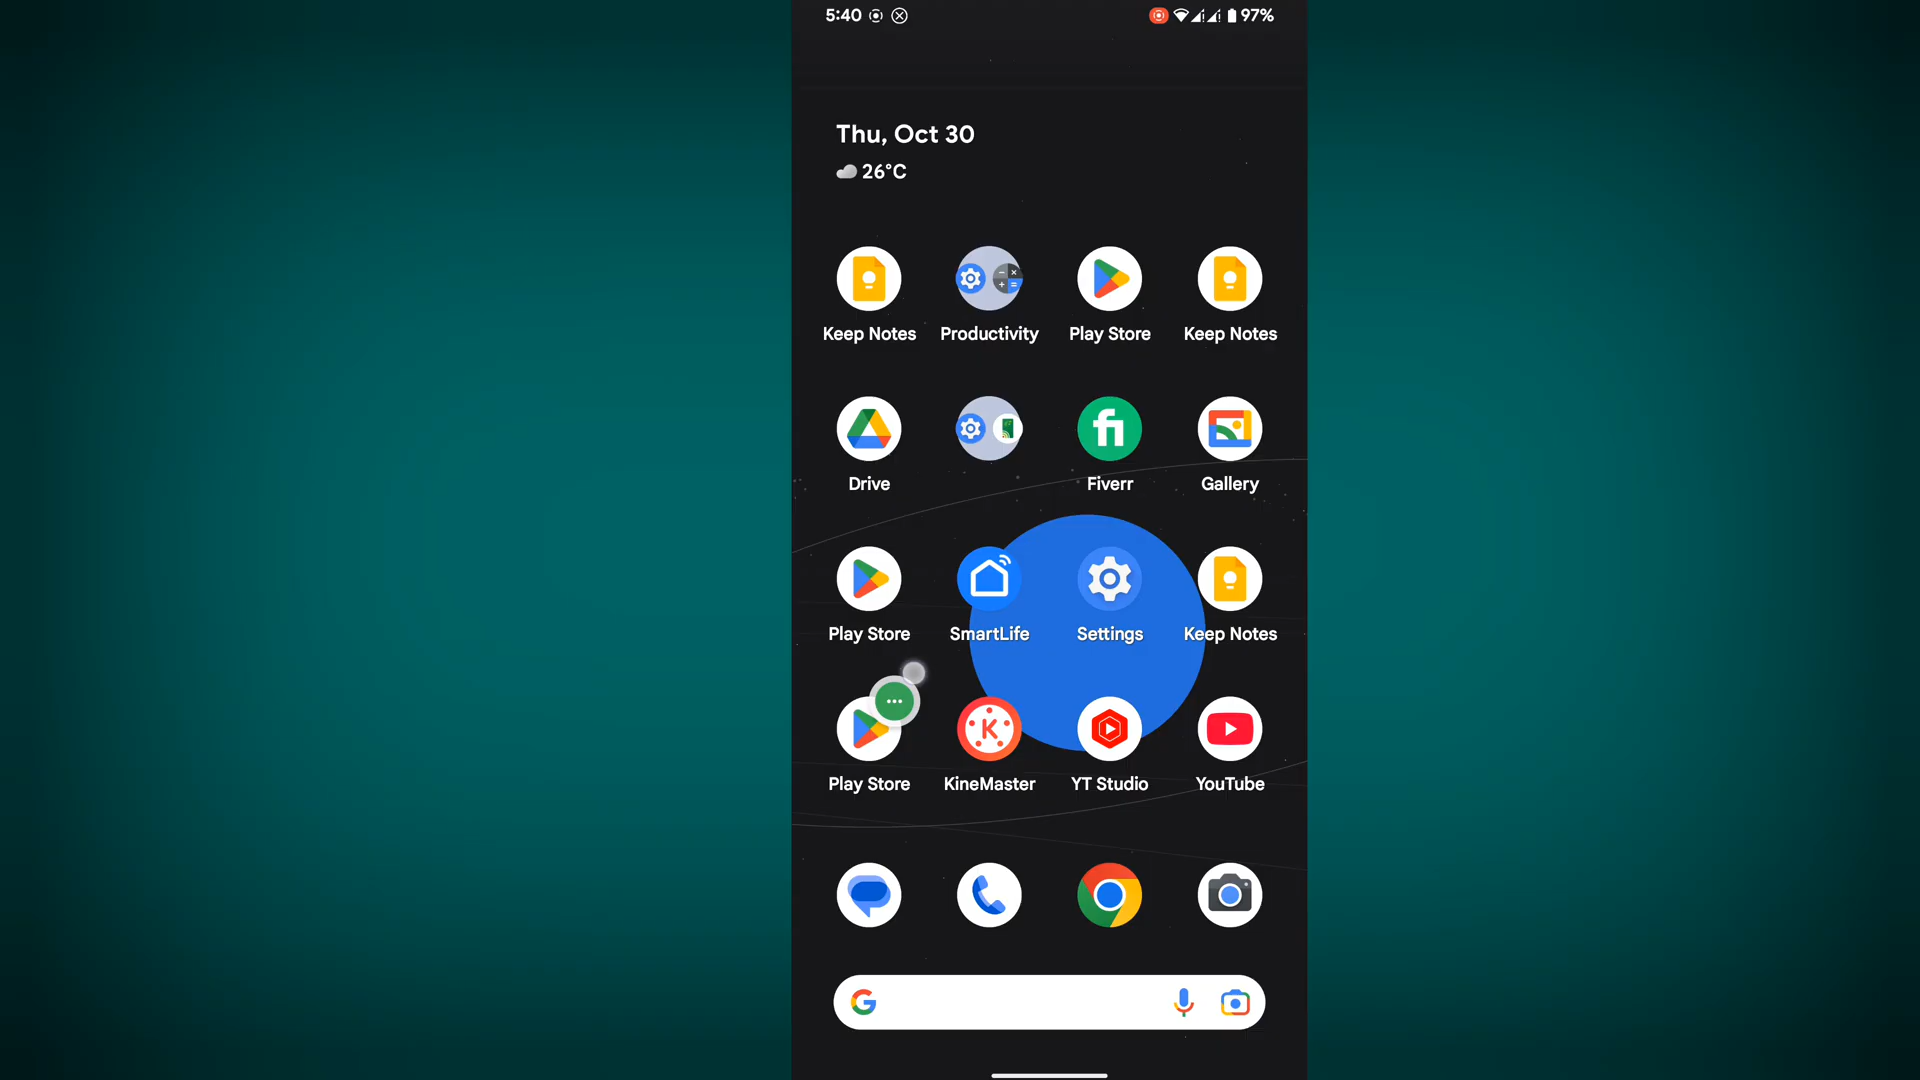 5:40
97%
Thu, Oct 30
26°C
Keep Notes
Productivity
Play Store
Keep Notes
fi
Drive
Fiverr
Gallery
Play Store
SmartLife
Settings
Keep Notes
K
Play Store
KineMaster
YT Studio
YouTube
G